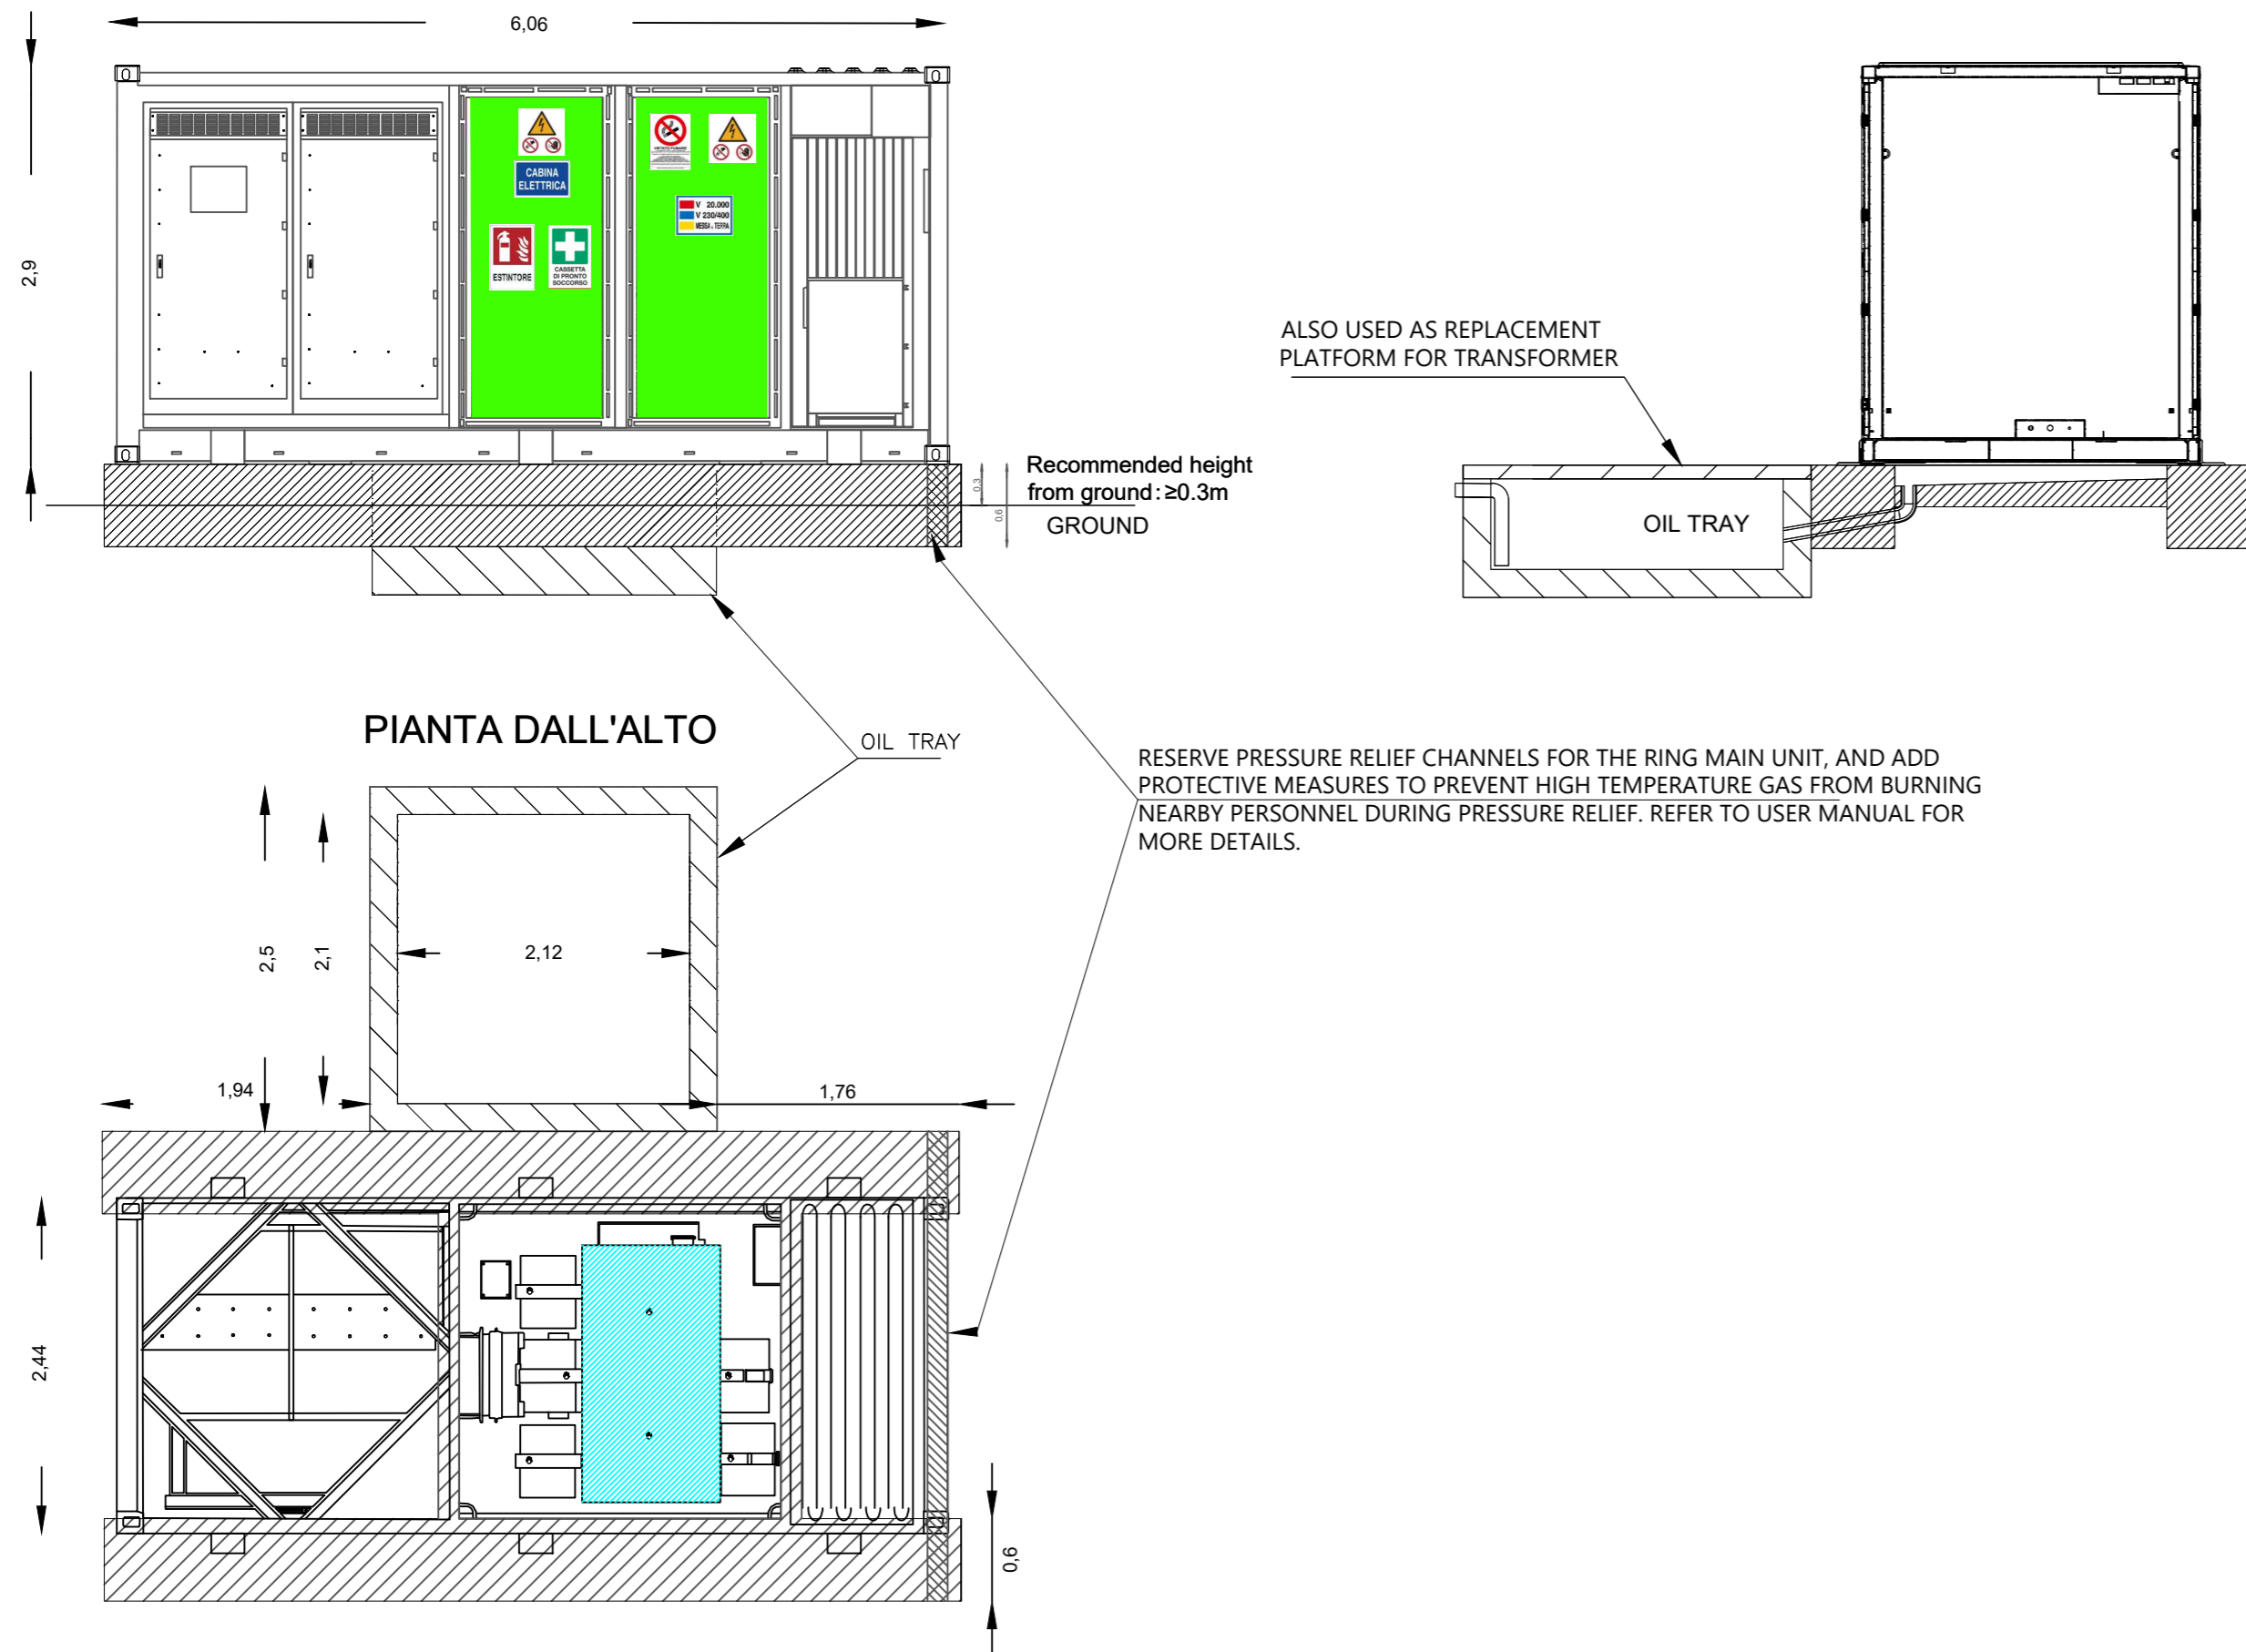 6,06
2,9
CABINA
ELETTRICA
ESTINTORE
CASSETTA
DI PRONTO
SOCCORSO
VIETATO FUMARE
V 20.000
V 230/400
MESSA A TERRA
0.3
0.6
Recommended height
from ground:≥0.3m
GROUND
ALSO USED AS REPLACEMENT
PLATFORM FOR TRANSFORMER
OIL TRAY
PIANTA DALL'ALTO
OIL TRAY
RESERVE PRESSURE RELIEF CHANNELS FOR THE RING MAIN UNIT, AND ADD
PROTECTIVE MEASURES TO PREVENT HIGH TEMPERATURE GAS FROM BURNING
NEARBY PERSONNEL DURING PRESSURE RELIEF. REFER TO USER MANUAL FOR
MORE DETAILS.
2,5
2,1
2,12
1,94
1,76
2,44
0,6